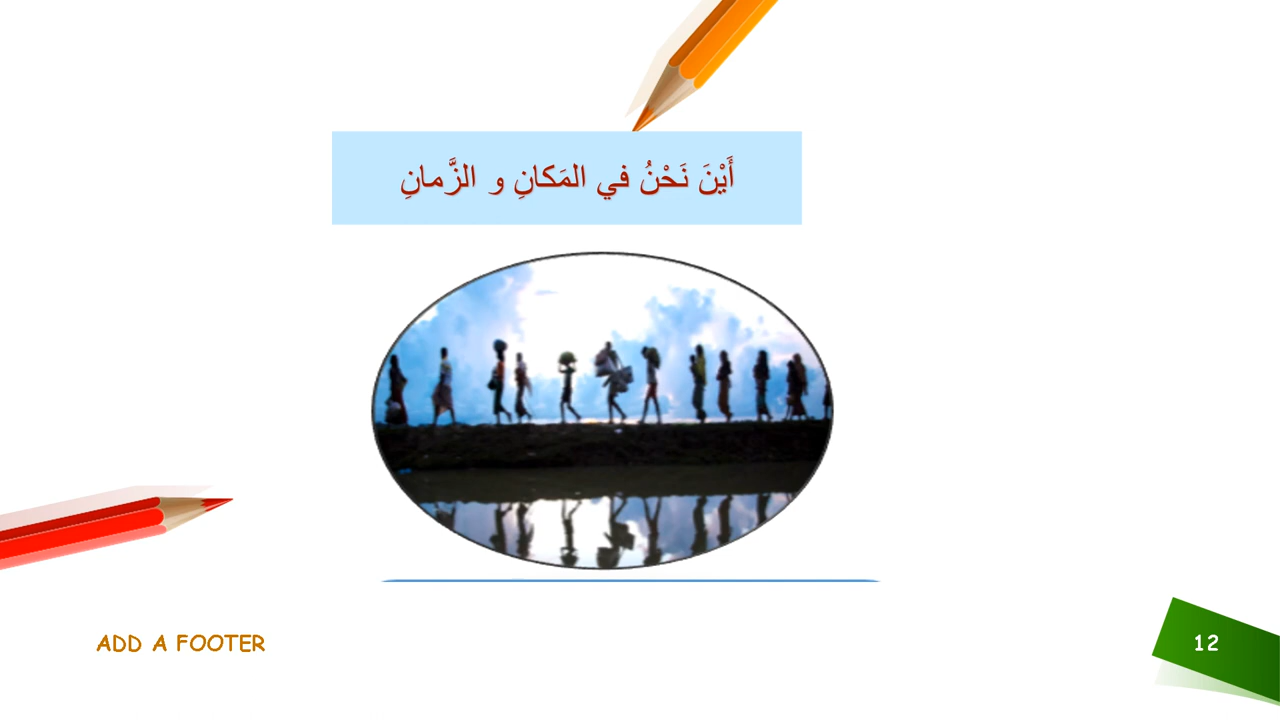 أَيْنَ نَحْنُ في المَكانِ و الزَّمانِ
ADD A FOOTER
12